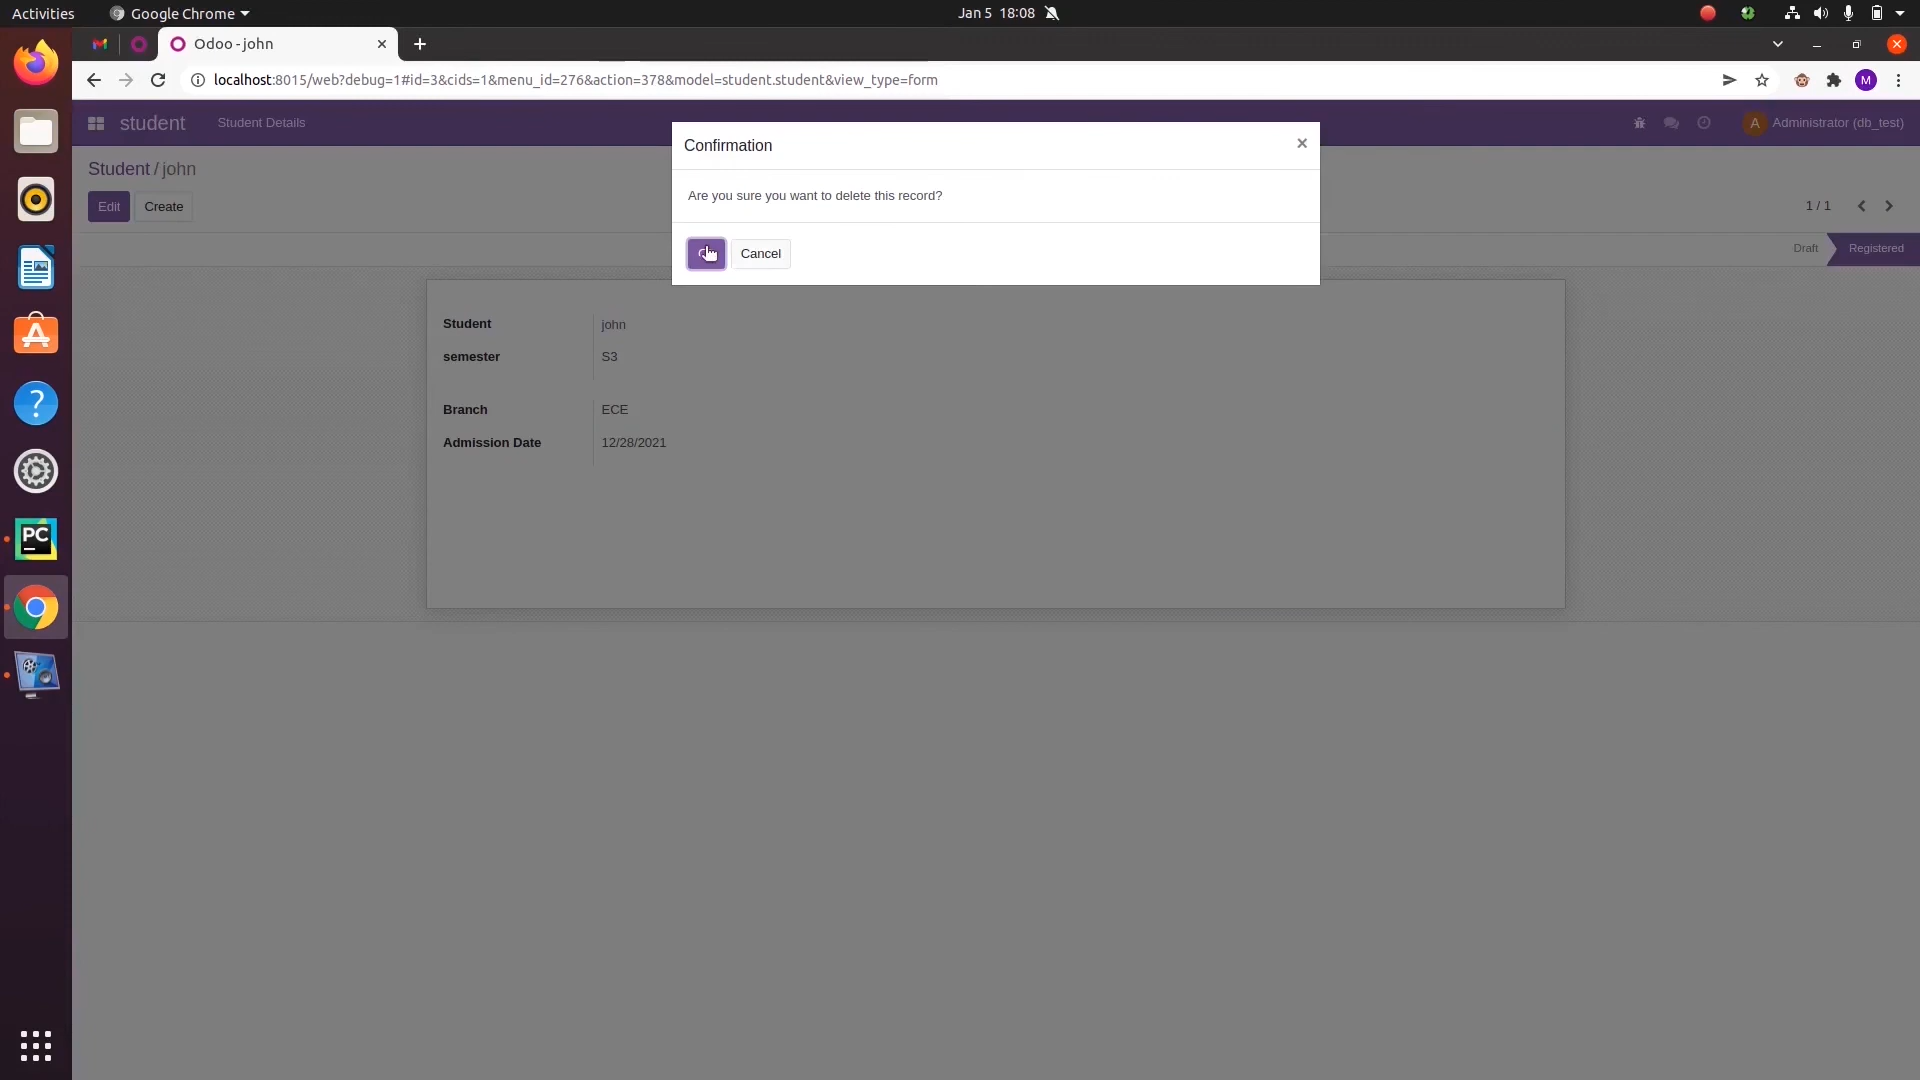 Activities
Google Chrome
Jan 5 18:08
Odoo - john
localhost:8015/web?debug=1#id=3&cids=1&menu_id=276&action=378&model=student.student&view_type=form
M
student
Student Details
A
Administrator (db_test)
Confirmation
×
Student / john
Are you sure you want to delete this record?
Edit
Create
1 / 1
Cancel
Draft
Registered
Student
john
semester
S3
Branch
ECE
Admission Date
12/28/2021
?
PC